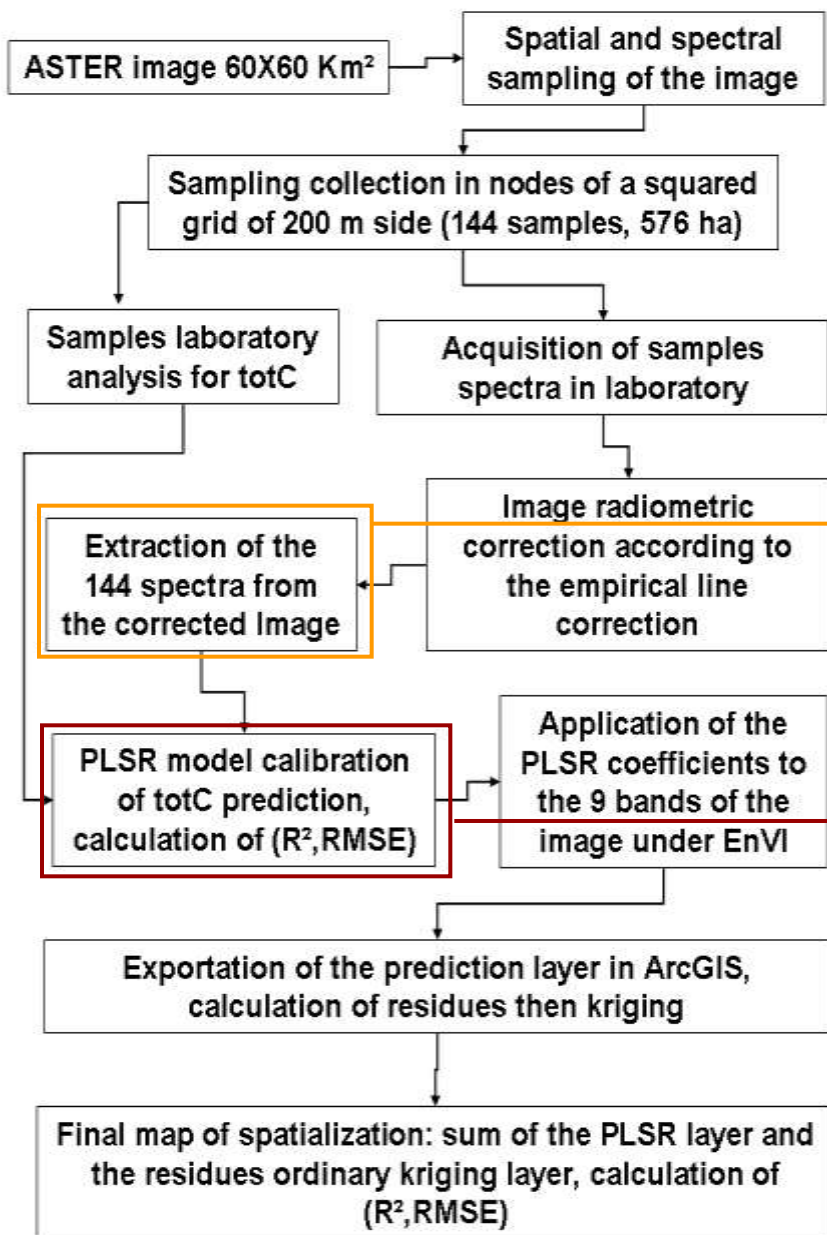 ASTER image 60X60 Km²
Spatial and spectral
sampling of the image
Sampling collection in nodes of a squared
grid of 200 m side (144 samples, 576 ha)
Samples laboratory
analysis for totC
Acquisition of samples
spectra in laboratory
Image radiometric
correction according to
the empirical line
correction
Extraction of the
144 spectra from
the corrected Image
PLSR model calibration
of totC prediction,
calculation of (R²,RMSE)
Application of the
PLSR coefficients to
the 9 bands of the
image under EnVI
Exportation of the prediction layer in ArcGIS,
calculation of residues then kriging
Final map of spatialization: sum of the PLSR layer and
the residues ordinary kriging layer, calculation of
(R²,RMSE)